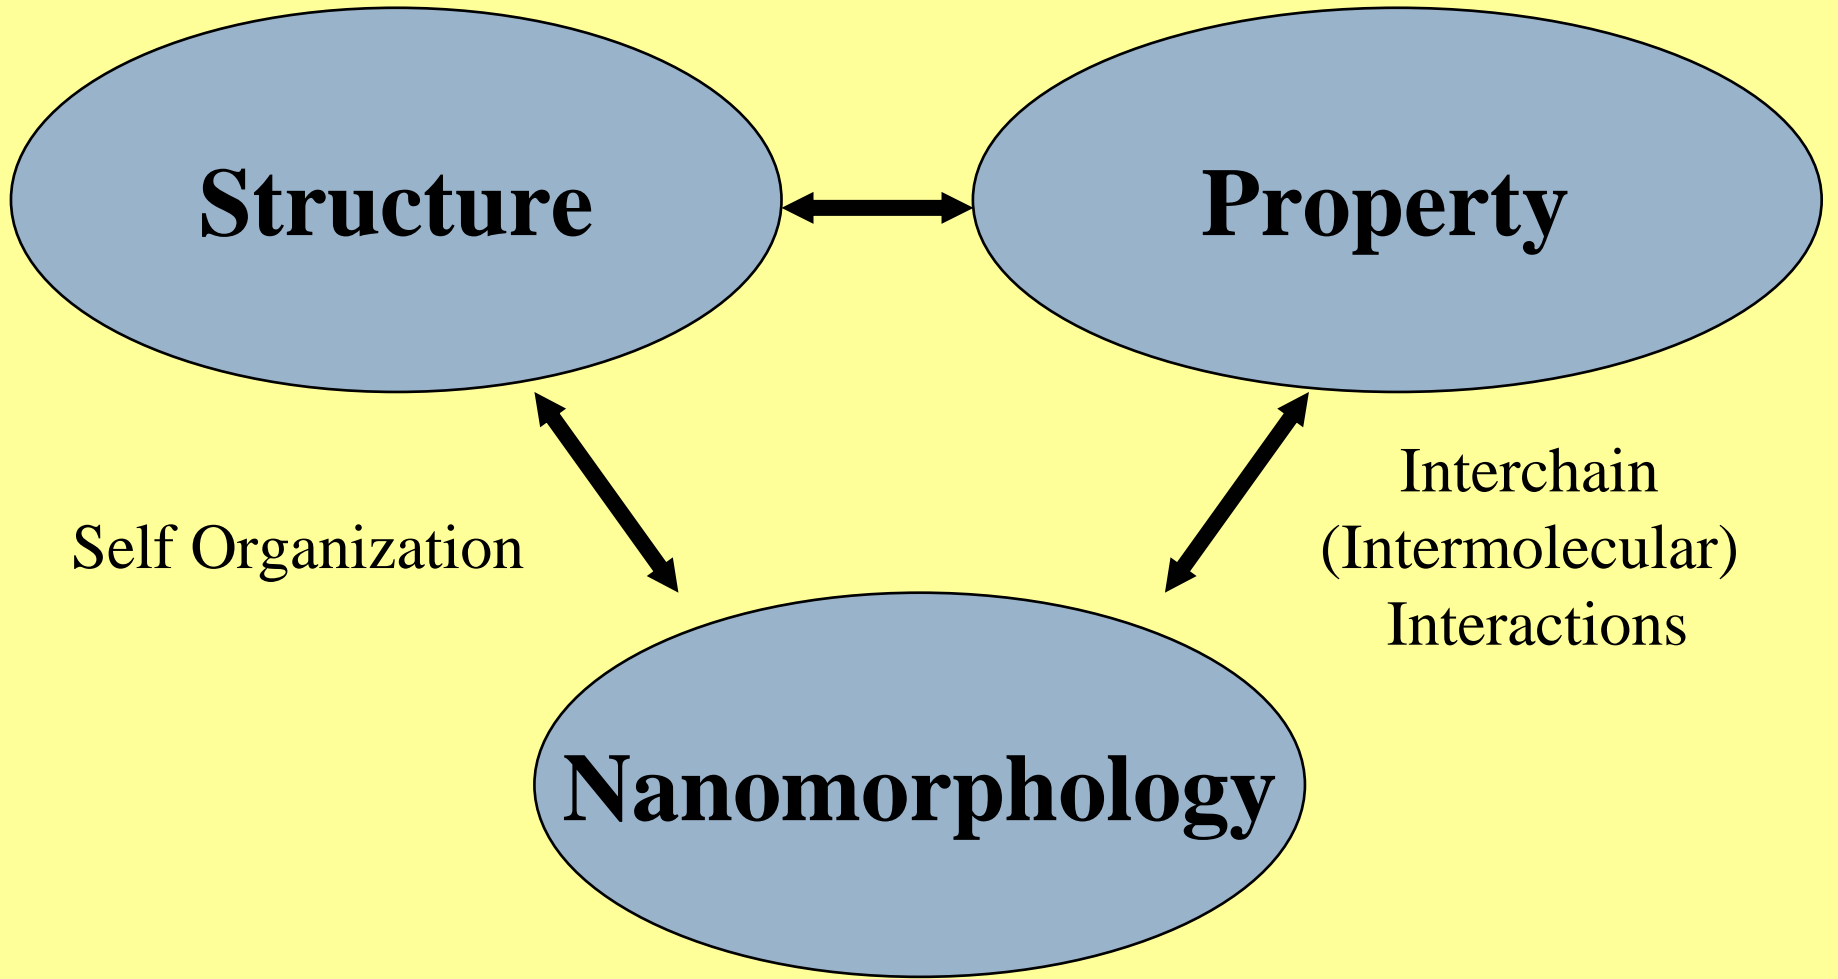 Structure
Property
Self Organization
Interchain
(Intermolecular)
Interactions
Nanomorphology